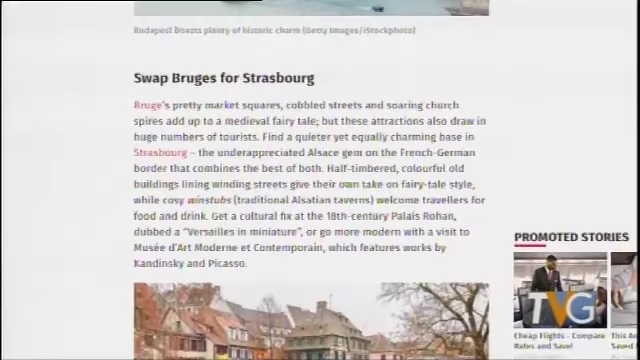 Budapest boasts plenty of historic charm (Getty Images/iStockphoto)
Swap Bruges for Strasbourg
Bruge's pretty market squares, cobbled streets and soaring church
spires add up to a medieval fairy tale; but these attractions also draw in
huge numbers of tourists. Find a quieter yet equally charming base in
Strasbourg – the underappreciated Alsace gem on the French-German
border that combines the best of both. Half-timbered, colourful old
buildings lining winding streets give their own take on fairy-tale style,
while cosy winstubs (traditional Alsatian taverns) welcome travellers for
food and drink. Get a cultural fix at the 18th-century Palais Rohan,
dubbed a “Versailles in miniature”, or go more modern with a visit to
Musée d'Art Moderne et Contemporain, which features works by
Kandinsky and Picasso.
PROMOTED STORIES
TVG
Cheap Flights - Compare
Rates and Save!
This A
Saved